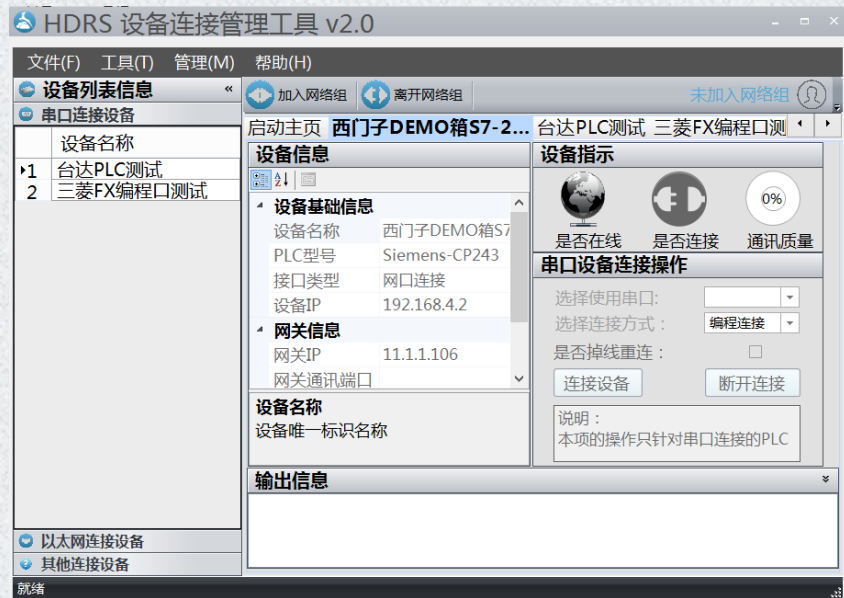 HDRS 设备连接管理工具 v2.0
文件(F) 工具(T) 管理(M) 帮助(H)
设备列表信息 «
串口连接设备
设备名称
1 台达PLC测试
2 三菱FX编程口测试
以太网连接设备
其他连接设备
加入网络组 离开网络组 未加入网络组
启动主页 西门子DEMO箱S7-2... 台达PLC测试 三菱FX编程口测
设备信息
设备基础信息
设备名称 西门子DEMO箱S7
PLC型号 Siemens-CP243
接口类型 网口连接
设备IP 192.168.4.2
网关信息
网关IP 11.1.1.106
网关通讯端口
设备名称
设备唯一标识名称
设备指示
0%
是否在线 是否连接 通讯质量
串口设备连接操作
选择使用串口:
选择连接方式： 编程连接
是否掉线重连：
连接设备 断开连接
说明：
本项的操作只针对串口连接的PLC
输出信息
就绪